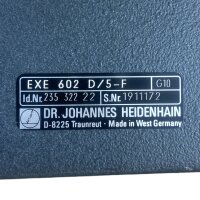 EXE 602 D/5-F G10
Id.Nr. 235 322 22 S.Nr. 1911172
DR. JOHANNES HEIDENHAIN
D-8225 Traunreut · Made in West Germany